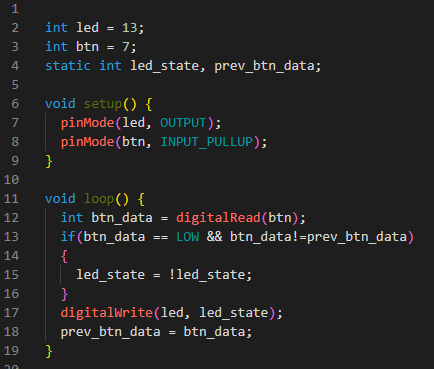 1
2 int led = 13;
3 int btn = 7;
4 static int led_state, prev_btn_data;
5
6 void setup() {
7   pinMode(led, OUTPUT);
8   pinMode(btn, INPUT_PULLUP);
9 }
10
11 void loop() {
12   int btn_data = digitalRead(btn);
13   if(btn_data == LOW && btn_data!=prev_btn_data)
14   {
15     led_state = !led_state;
16   }
17   digitalWrite(led, led_state);
18   prev_btn_data = btn_data;
19 }